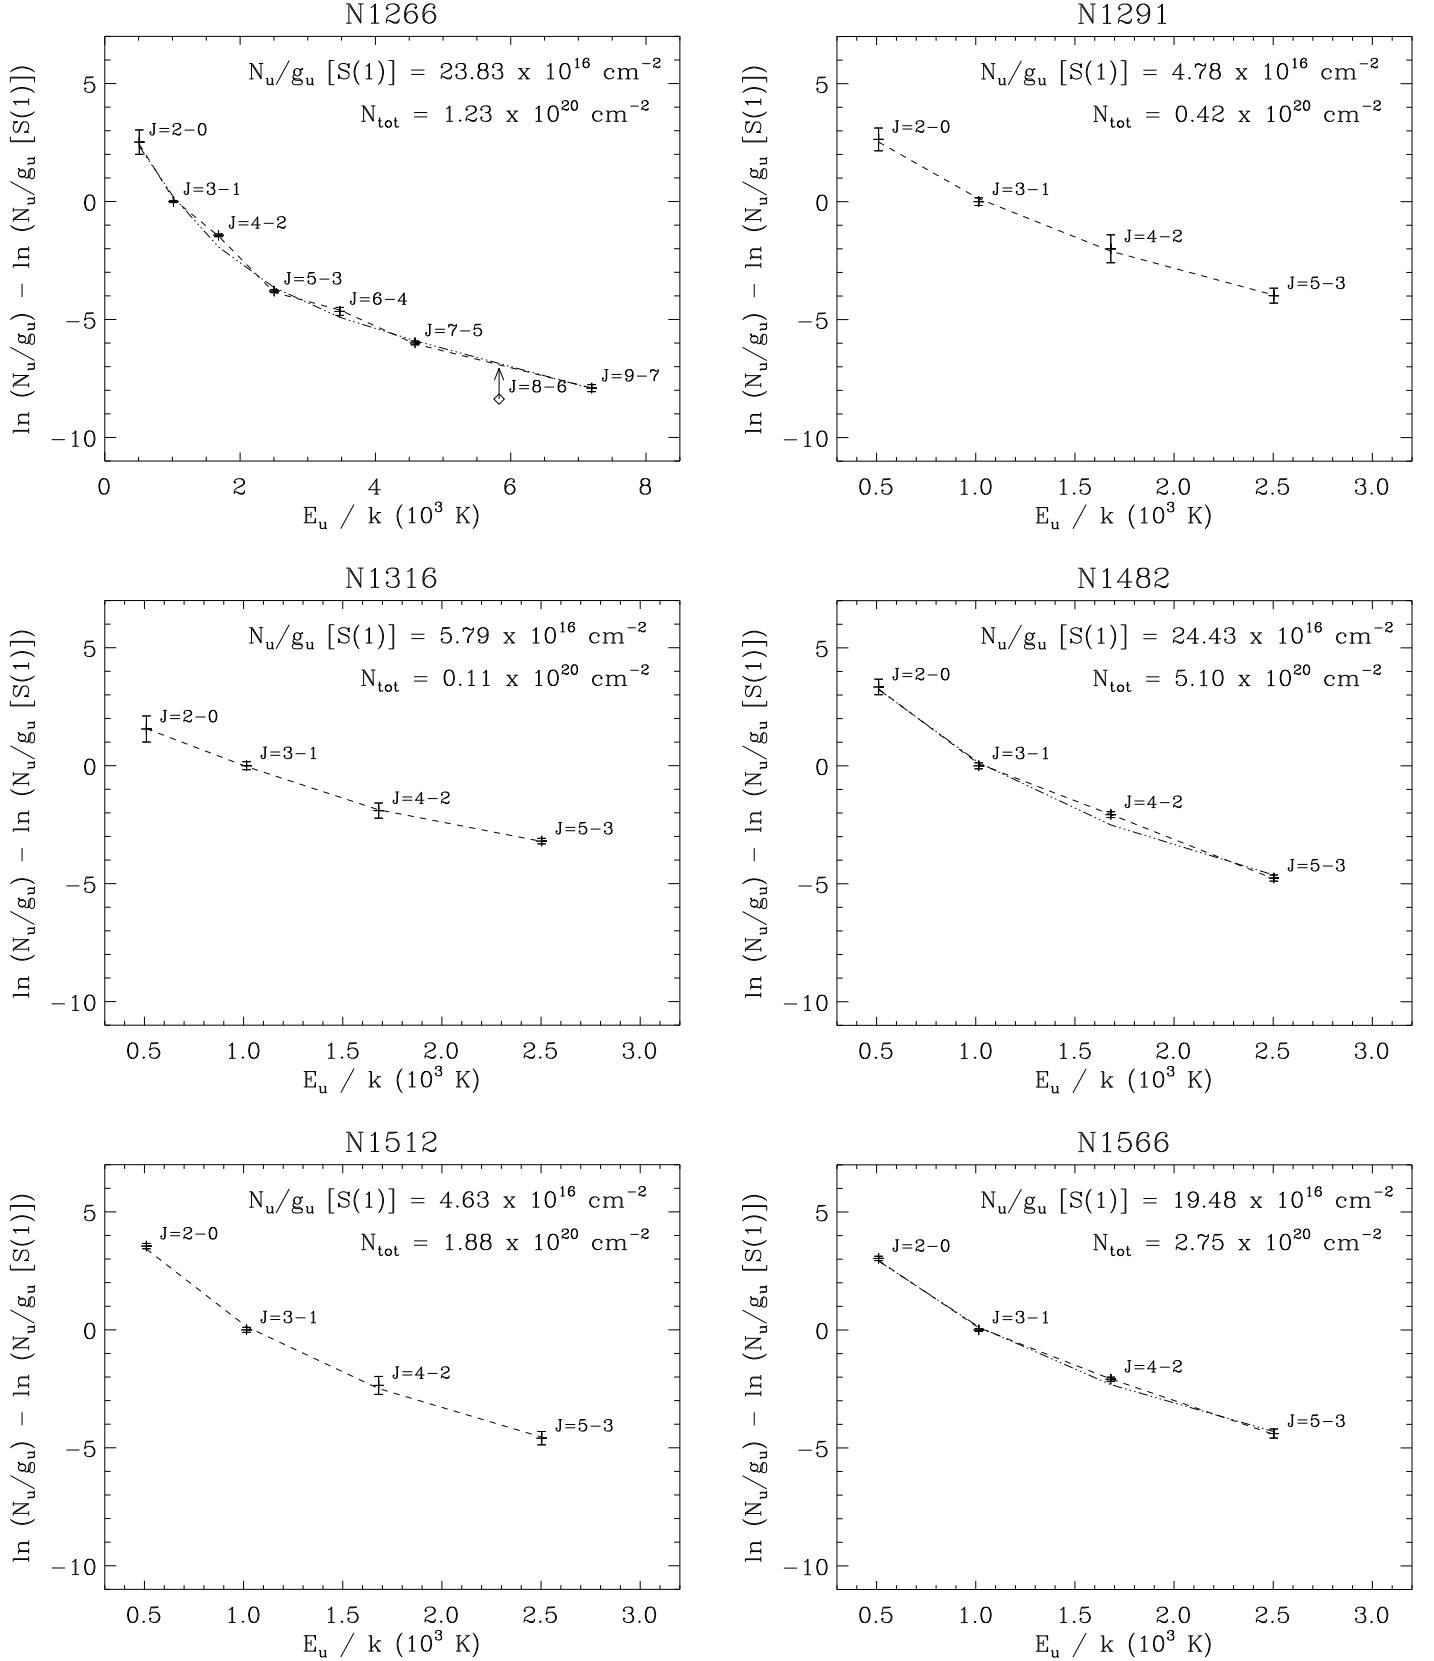 N1266
N_u/g_u [S(1)] = 23.83 x 10^16 cm^−2
N_tot = 1.23 x 10^20 cm^−2
J=2−0
J=3−1
J=4−2
J=5−3
J=6−4
J=7−5
J=8−6
J=9−7
5
0
−5
−10
0 2 4 6 8
E_u / k (10^3 K)
ln (N_u/g_u) − ln (N_u/g_u [S(1)])
N1291
N_u/g_u [S(1)] = 4.78 x 10^16 cm^−2
N_tot = 0.42 x 10^20 cm^−2
J=2−0
J=3−1
J=4−2
J=5−3
5
0
−5
−10
0.5 1.0 1.5 2.0 2.5 3.0
E_u / k (10^3 K)
ln (N_u/g_u) − ln (N_u/g_u [S(1)])
N1316
N_u/g_u [S(1)] = 5.79 x 10^16 cm^−2
N_tot = 0.11 x 10^20 cm^−2
J=2−0
J=3−1
J=4−2
J=5−3
5
0
−5
−10
0.5 1.0 1.5 2.0 2.5 3.0
E_u / k (10^3 K)
ln (N_u/g_u) − ln (N_u/g_u [S(1)])
N1482
N_u/g_u [S(1)] = 24.43 x 10^16 cm^−2
N_tot = 5.10 x 10^20 cm^−2
J=2−0
J=3−1
J=4−2
J=5−3
5
0
−5
−10
0.5 1.0 1.5 2.0 2.5 3.0
E_u / k (10^3 K)
ln (N_u/g_u) − ln (N_u/g_u [S(1)])
N1512
N_u/g_u [S(1)] = 4.63 x 10^16 cm^−2
N_tot = 1.88 x 10^20 cm^−2
J=2−0
J=3−1
J=4−2
J=5−3
5
0
−5
−10
0.5 1.0 1.5 2.0 2.5 3.0
E_u / k (10^3 K)
ln (N_u/g_u) − ln (N_u/g_u [S(1)])
N1566
N_u/g_u [S(1)] = 19.48 x 10^16 cm^−2
N_tot = 2.75 x 10^20 cm^−2
J=2−0
J=3−1
J=4−2
J=5−3
5
0
−5
−10
0.5 1.0 1.5 2.0 2.5 3.0
E_u / k (10^3 K)
ln (N_u/g_u) − ln (N_u/g_u [S(1)])